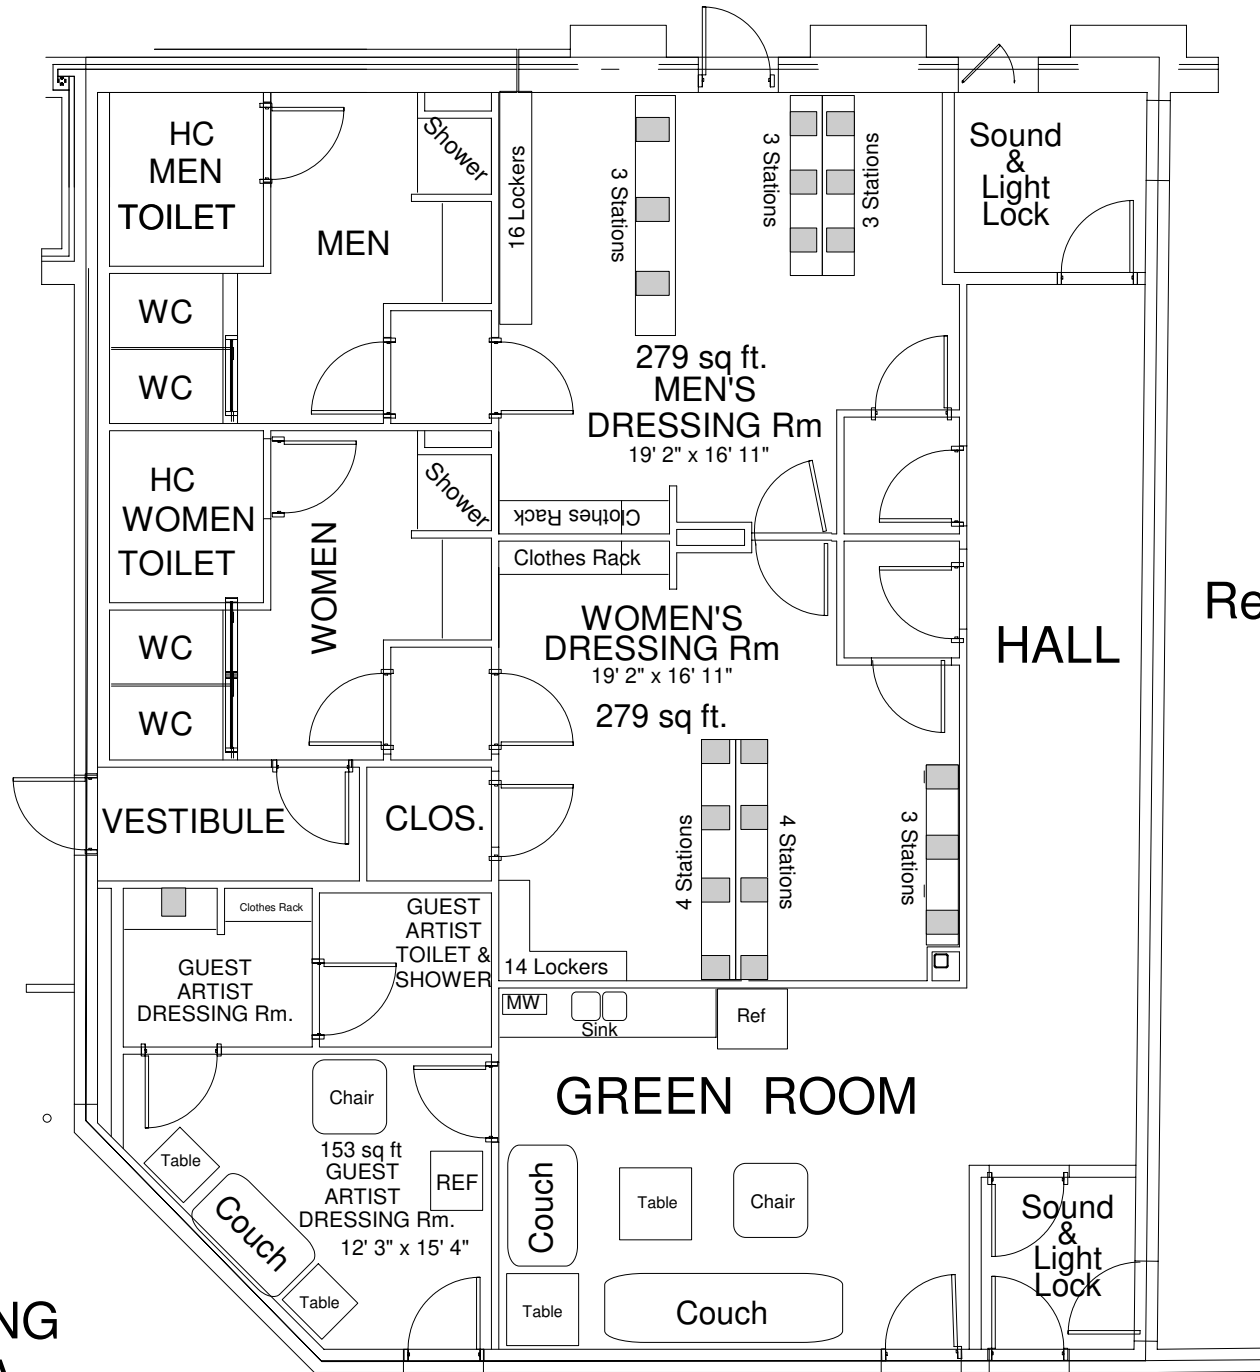 HC
MEN
TOILET
MEN
Shower
16 Lockers
3 Stations
3 Stations
3 Stations
Sound
&
Light
Lock
WC
WC
279 sq ft.
MEN'S
DRESSING Rm
19' 2" x 16' 11"
HC
WOMEN
TOILET
WOMEN
Shower
Clothes Rack
Clothes Rack
WOMEN'S
DRESSING Rm
19' 2" x 16' 11"
279 sq ft.
HALL
Re
WC
WC
VESTIBULE
CLOS.
4 Stations
4 Stations
3 Stations
Clothes Rack
GUEST
ARTIST
TOILET &
SHOWER
GUEST
ARTIST
DRESSING Rm.
14 Lockers
MW
Sink
Ref
GREEN ROOM
Chair
153 sq ft
GUEST
ARTIST
DRESSING Rm.
12' 3" x 15' 4"
REF
Table
Couch
Table
Couch
Table
Chair
Table
Couch
Sound
&
Light
Lock
NG